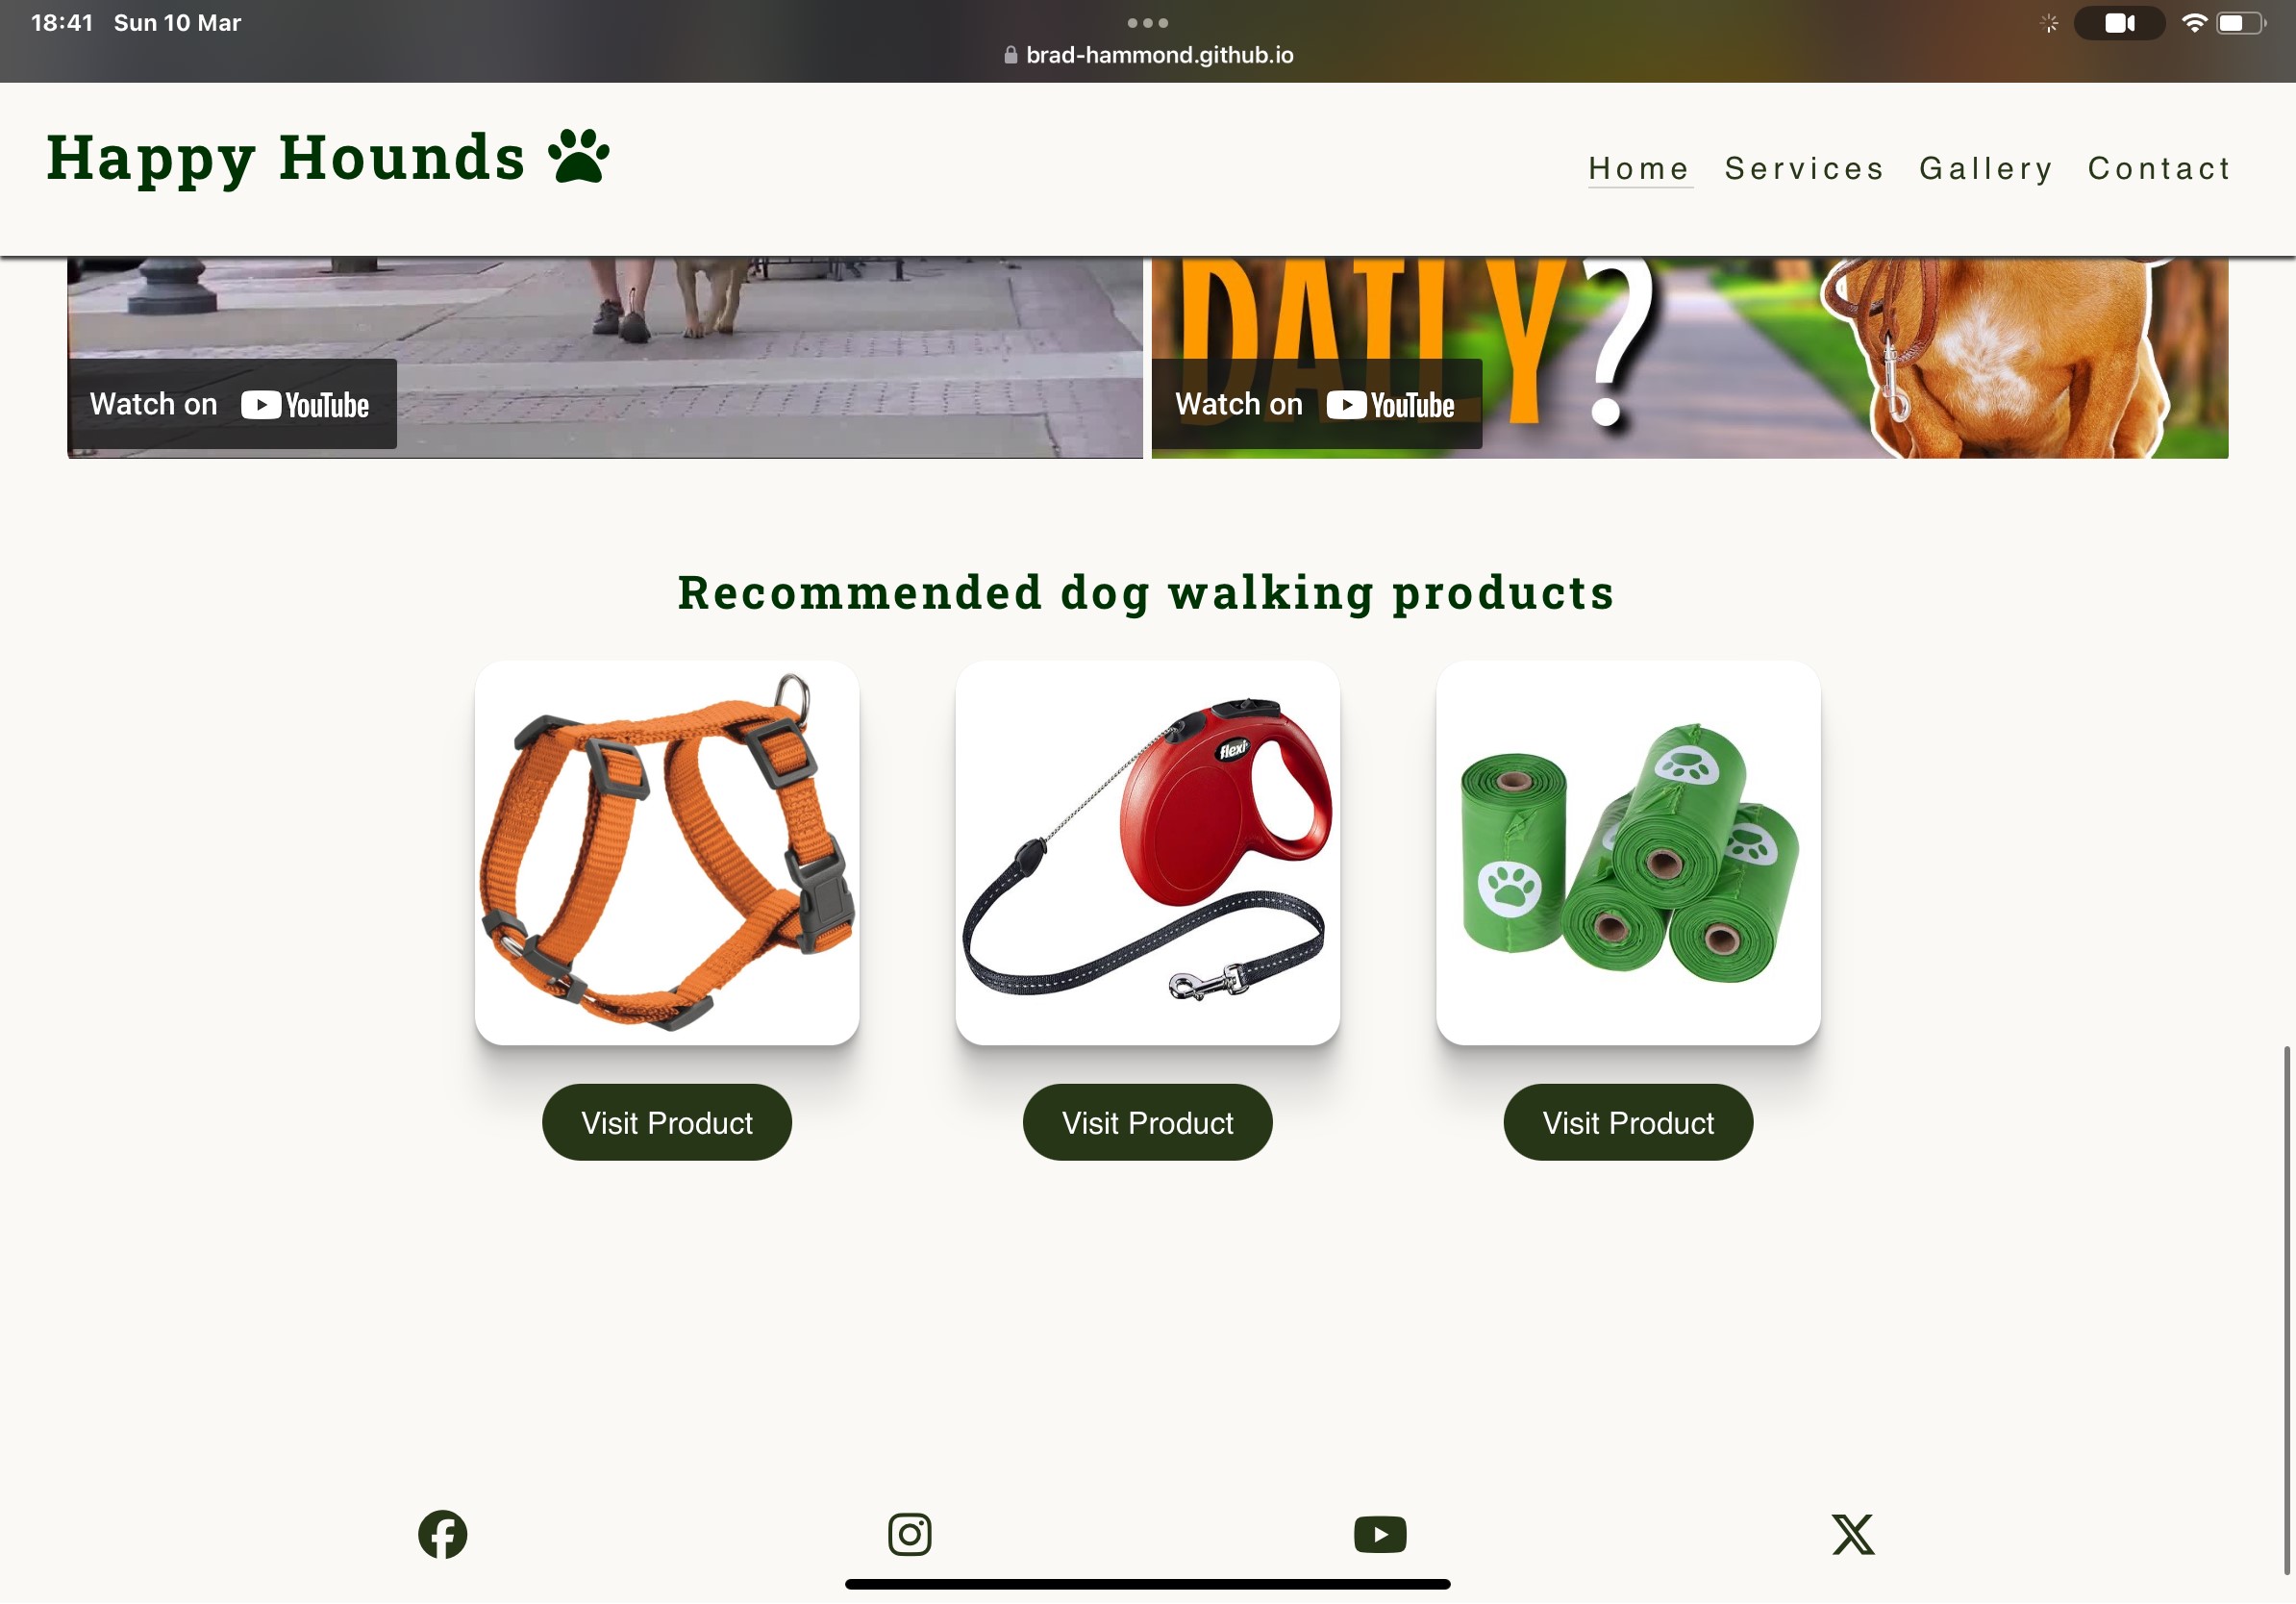 18:41 Sun 10 Mar
brad-hammond.github.io
Happy Hounds
Home Services Gallery Contact
DAILY?
Watch on YouTube
Watch on YouTube
Recommended dog walking products
flexi
Visit Product
Visit Product
Visit Product